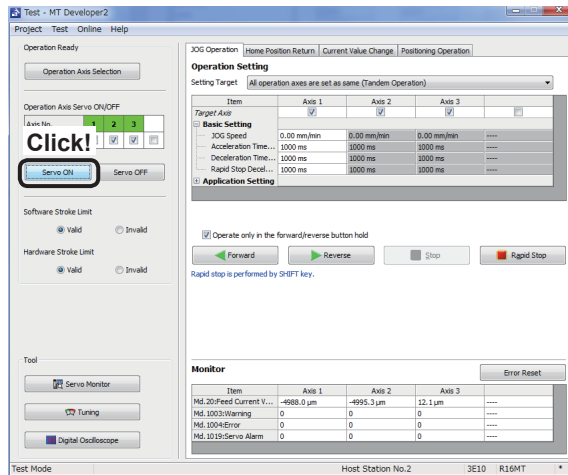 Test - MT Developer2
Project Test Online Help
Operation Ready
Operation Axis Selection
Operation Axis Servo ON/OFF
Axis No. 1 2 3
Click!
Servo ON Servo OFF
Software Stroke Limit
Valid Invalid
Hardware Stroke Limit
Valid Invalid
Tool
Servo Monitor
Tuning
Digital Oscilloscope
JOG Operation Home Position Return Current Value Change Positioning Operation
Operation Setting
Setting Target All operation axes are set as same (Tandem Operation)
Item Axis 1 Axis 2 Axis 3
Target Axis
Basic Setting
JOG Speed 0.00 mm/min 0.00 mm/min 0.00 mm/min ----
Acceleration Time... 1000 ms 1000 ms 1000 ms ----
Deceleration Time... 1000 ms 1000 ms 1000 ms ----
Rapid Stop Decel... 1000 ms 1000 ms 1000 ms ----
Application Setting
Operate only in the forward/reverse button hold
Forward Reverse Stop Rapid Stop
Rapid stop is performed by SHIFT key.
Monitor
Error Reset
Item Axis 1 Axis 2 Axis 3
Md.20:Feed Current V... -4988.0 µm -4995.3 µm 12.1 µm ----
Md.1003:Warning 0 0 0 ----
Md.1004:Error 0 0 0 ----
Md.1019:Servo Alarm 0 0 0 ----
Test Mode Host Station No.2 3E10 R16MT *